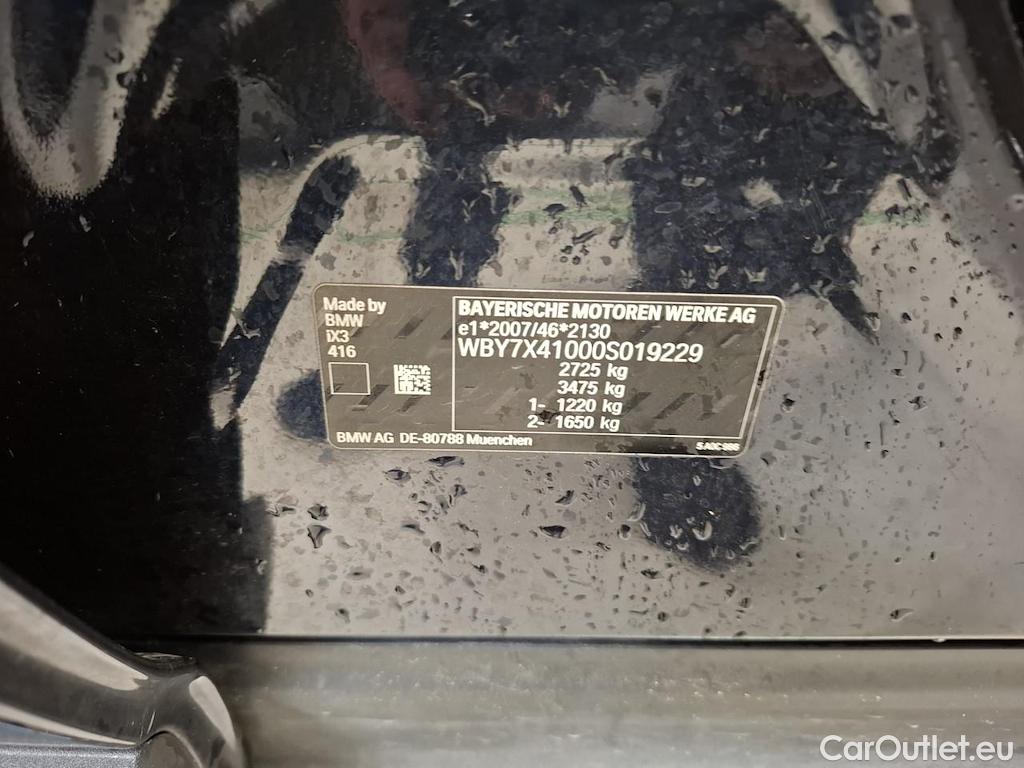 Made by
BMW
iX3
416
BAYERISCHE MOTOREN WERKE AG
e1*2007/46*2130
WBY7X41000S019229
2725 kg
3475 kg
1- 1220 kg
2- 1650 kg
BMW AG DE-80788 Muenchen
CarOutlet.eu